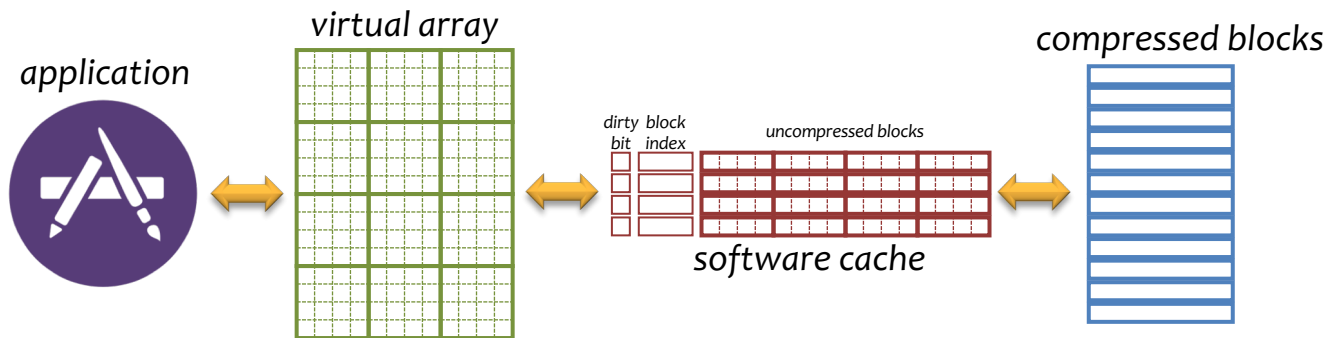 application
virtual array
dirty block
bit index
uncompressed blocks
software cache
compressed blocks